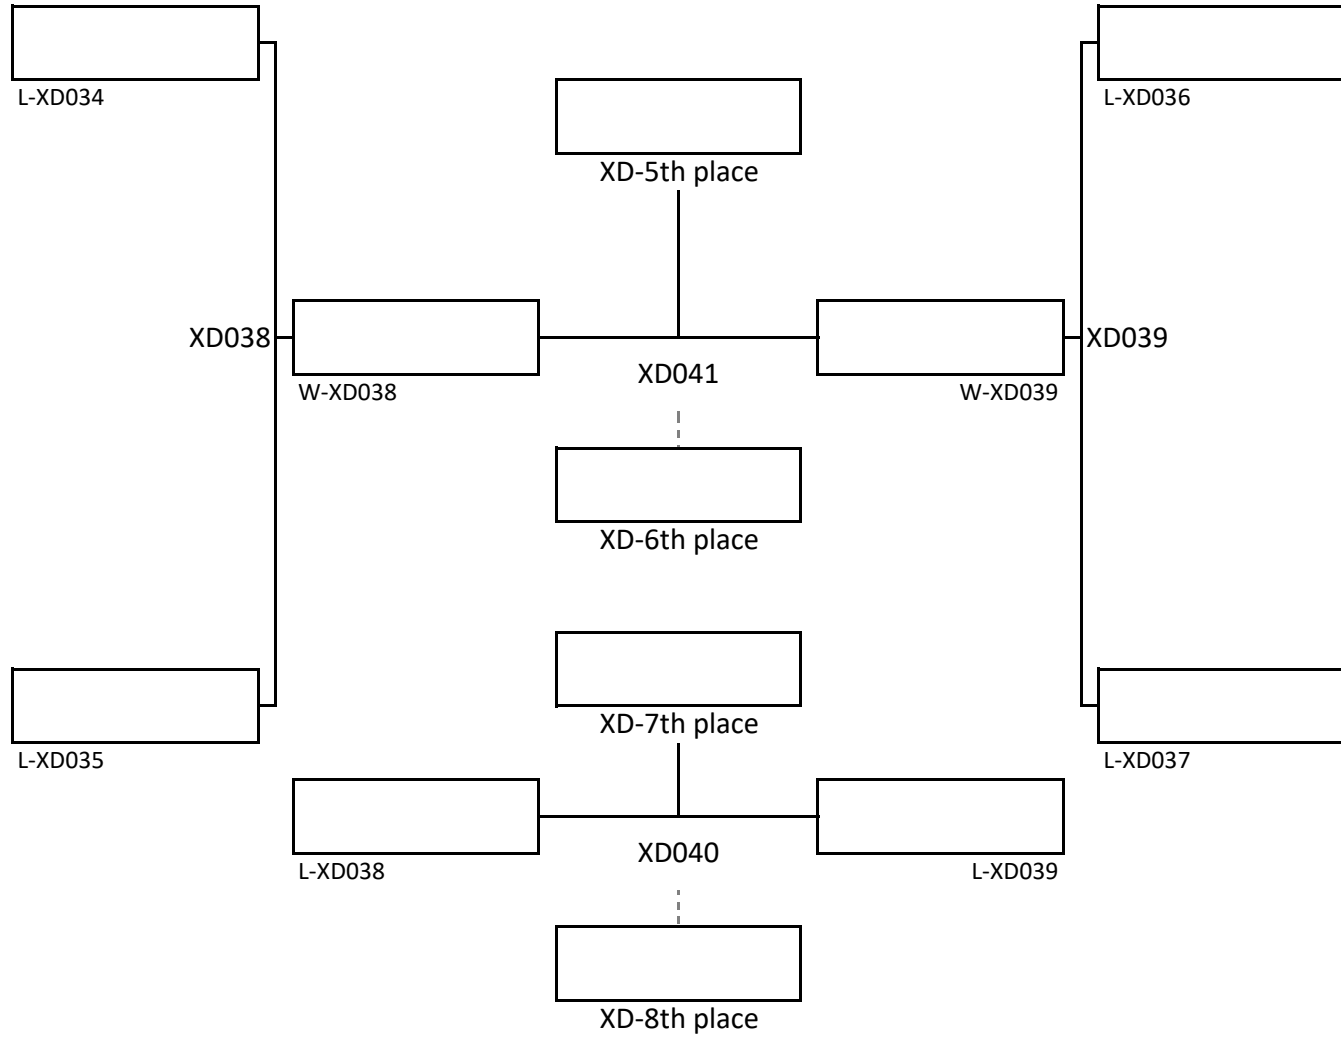 L-XD034
L-XD036
XD-5th place
XD038
XD039
XD041
W-XD038
W-XD039
XD-6th place
XD-7th place
L-XD035
L-XD037
XD040
L-XD038
L-XD039
XD-8th place